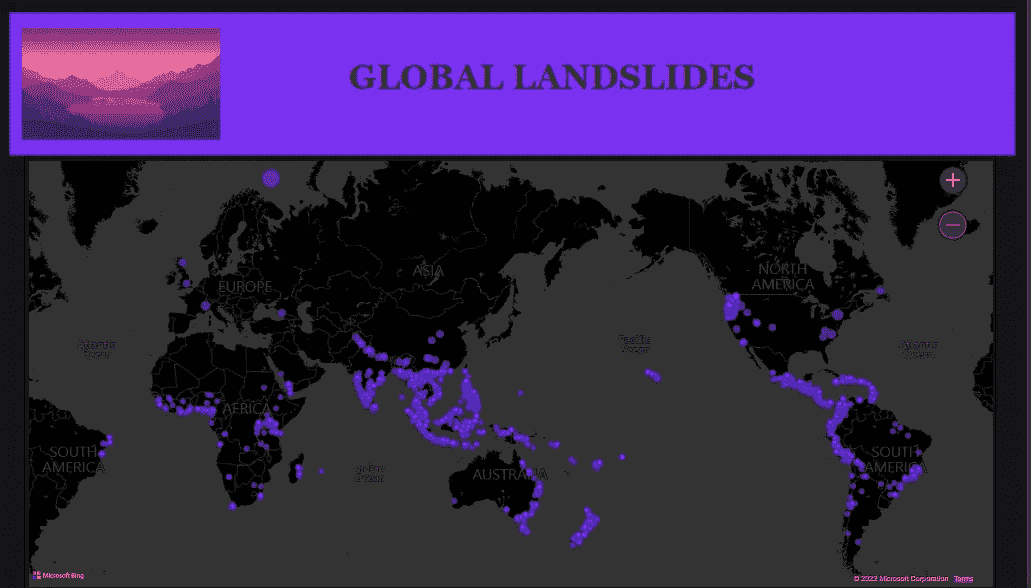 GLOBAL LANDSLIDES
NORTH
AMERICA
ASIA
EUROPE
Atlantic
Ocean
Pacific
Ocean
Atlantic
Ocean
AFRICA
SOUTH
AMERICA
Indian
Ocean
AUSTRALIA
SOUTH
AMERICA
Microsoft Bing
© 2022 Microsoft Corporation Terms